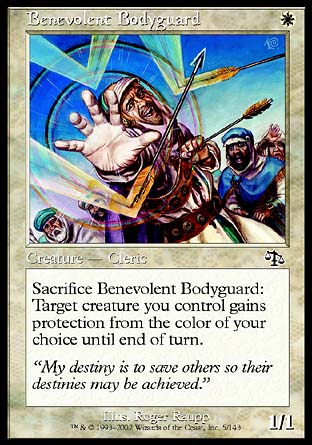 Benevolent Bodyguard
Creature — Cleric
Sacrifice Benevolent Bodyguard:
Target creature you control gains
protection from the color of your
choice until end of turn.
“My destiny is to save others so their
destinies may be achieved.”
Illus. Roger Raupp
™ & © 1993–2002 Wizards of the Coast, Inc. 5/143
1/1